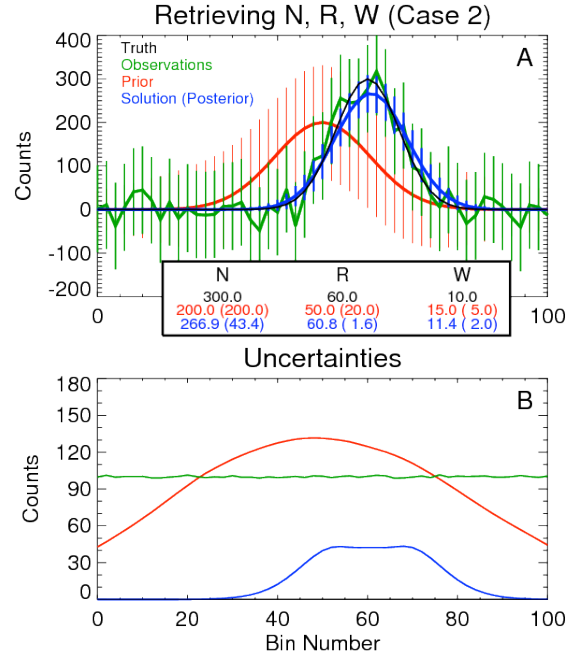 Retrieving N, R, W (Case 2)
400
300
200
100
0
-100
-200
Counts
Truth
Observations
Prior
Solution (Posterior)
A
N R W
300.0 60.0 10.0
200.0 (200.0) 50.0 (20.0) 15.0 ( 5.0)
266.9 (43.4) 60.8 ( 1.6) 11.4 ( 2.0)
0 100
Uncertainties
180
150
120
90
60
30
0
Counts
B
0 20 40 60 80 100
Bin Number